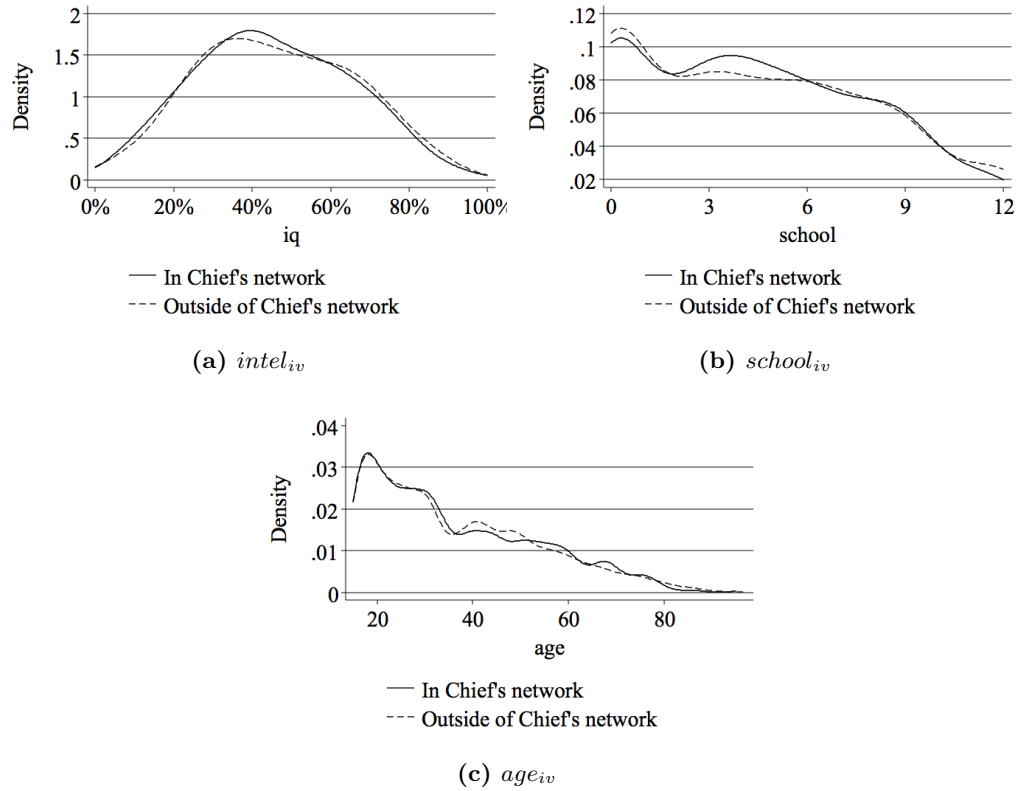 2
1.5
1
.5
0
Density
0% 20% 40% 60% 80% 100%
iq
In Chief's network
Outside of Chief's network
(a) intel_iv
.12
.1
.08
.06
.04
.02
Density
0 3 6 9 12
school
In Chief's network
Outside of Chief's network
(b) school_iv
.04
.03
.02
.01
0
Density
20 40 60 80
age
In Chief's network
Outside of Chief's network
(c) age_iv